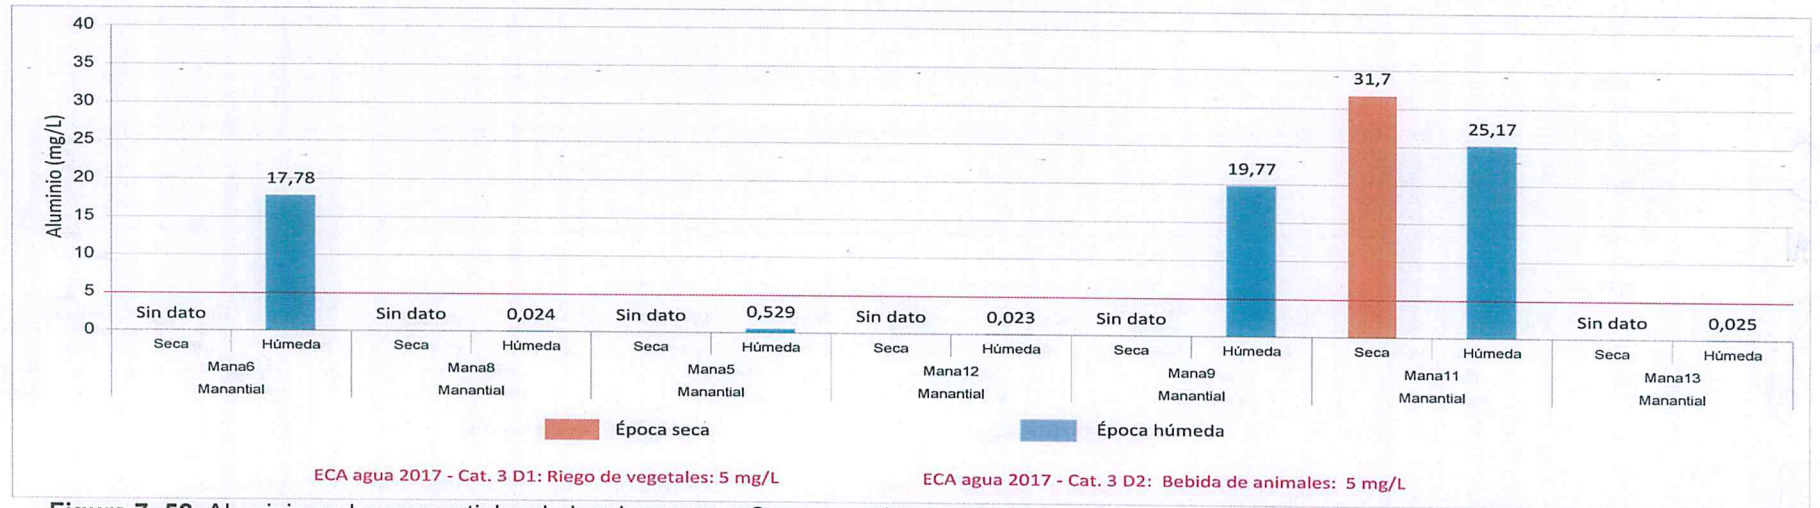 40
35
30
25
20
15
10
5
0
Aluminio (mg/L)
Sin dato 17,78 Sin dato 0,024 Sin dato 0,529 Sin dato 0,023 Sin dato 19,77 31,7 25,17 Sin dato 0,025
Seca Húmeda Seca Húmeda Seca Húmeda Seca Húmeda Seca Húmeda Seca Húmeda Seca Húmeda
Mana6 Mana8 Mana5 Mana12 Mana9 Mana11 Mana13
Manantial Manantial Manantial Manantial Manantial Manantial Manantial
Época seca Época húmeda
ECA agua 2017 - Cat. 3 D1: Riego de vegetales: 5 mg/L ECA agua 2017 - Cat. 3 D2: Bebida de animales: 5 mg/L